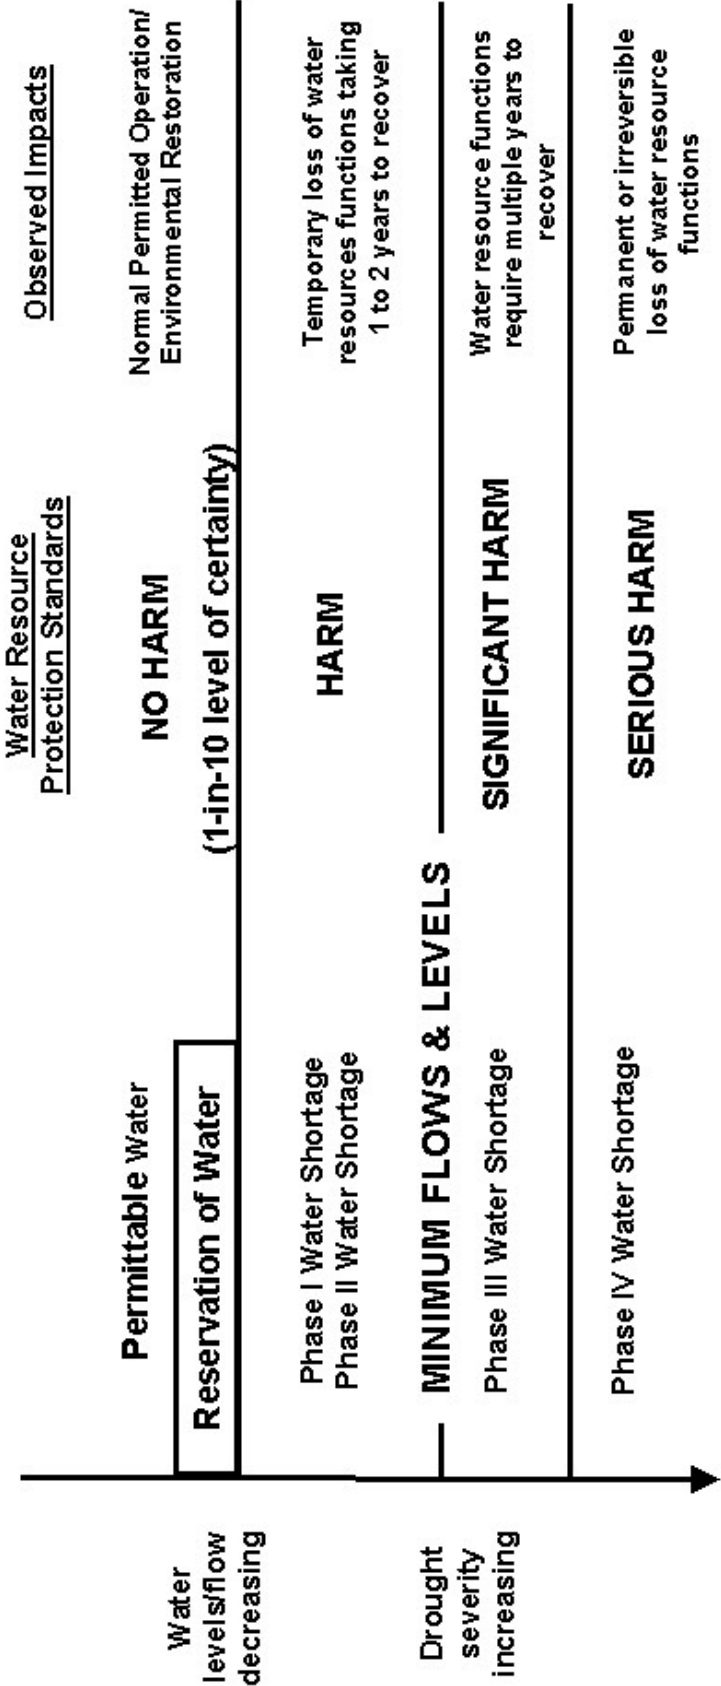 Water Resource
Protection Standards
Observed Impacts
Water
levels/flow
decreasing
Permittable Water
Reservation of Water
NO HARM
(1-in-10 level of certainty)
Normal Permitted Operation/
Environmental Restoration
Phase I Water Shortage
Phase II Water Shortage
HARM
Temporary loss of water
resources functions taking
1 to 2 years to recover
Drought
severity
increasing
MINIMUM FLOWS & LEVELS
Phase III Water Shortage
SIGNIFICANT HARM
Water resource functions
require multiple years to
recover
Phase IV Water Shortage
SERIOUS HARM
Permanent or irreversible
loss of water resource
functions